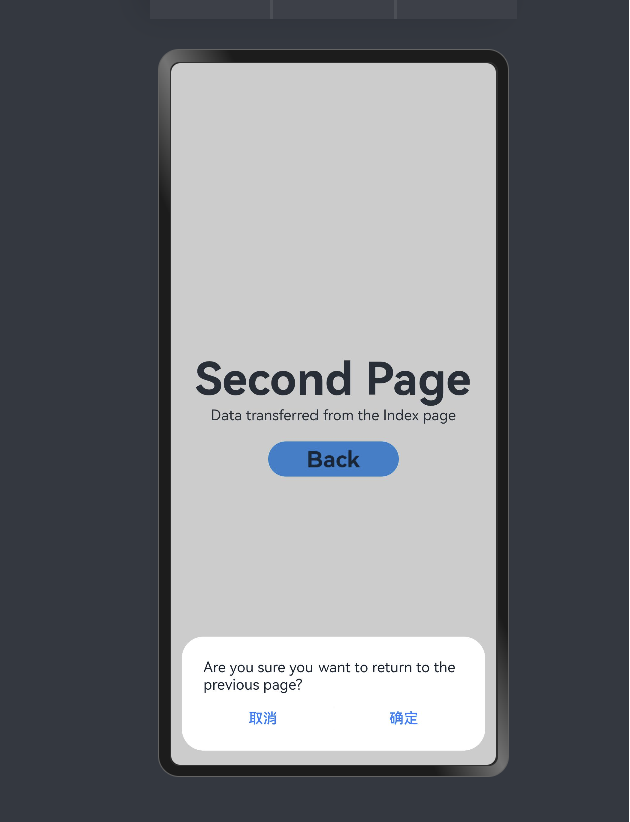 Second Page
Data transferred from the Index page
Back
Are you sure you want to return to the
previous page?
取消
确定